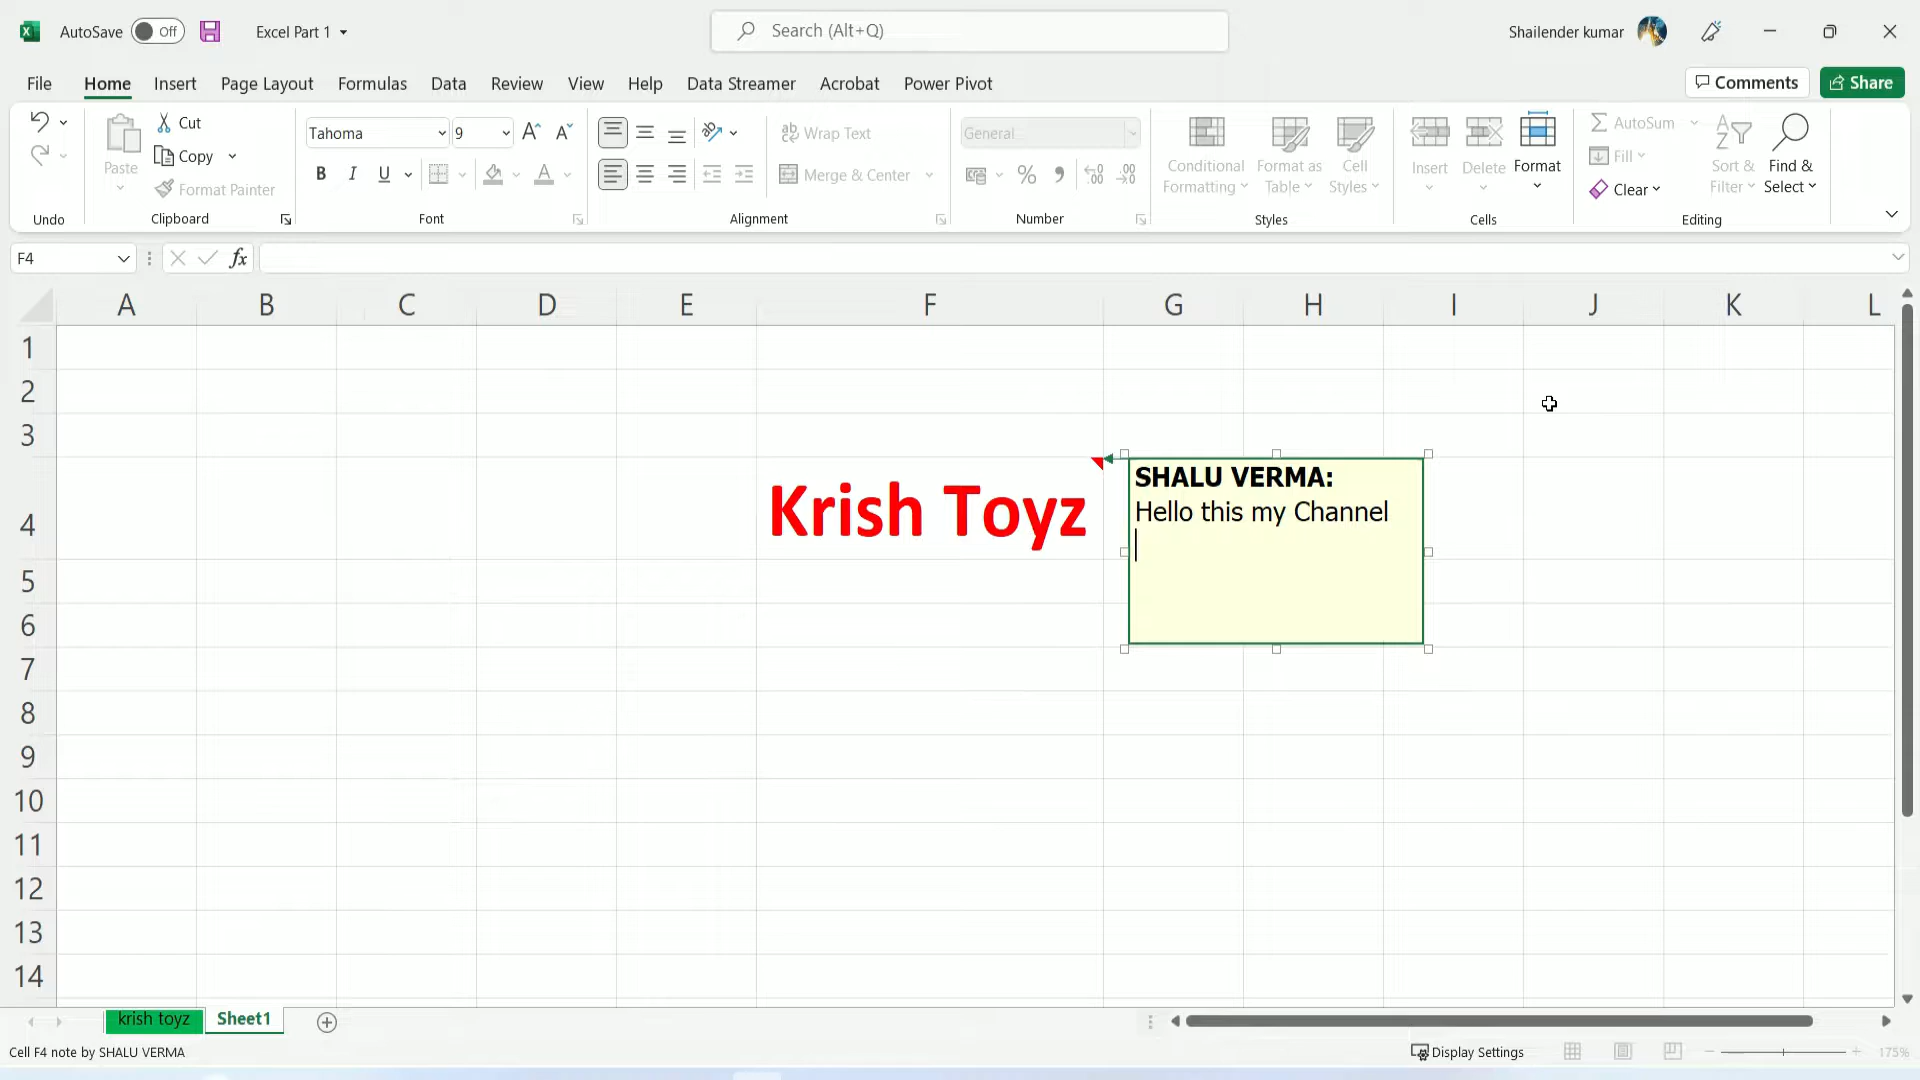 AutoSave Off Excel Part 1 Search (Alt+Q) Shailender kumar
File Home Insert Page Layout Formulas Data Review View Help Data Streamer Acrobat Power Pivot Comments Share
Undo
Paste Cut Copy Format Painter
Clipboard
Tahoma 9 B I U
Font
Wrap Text
Merge & Center
Alignment
General
Number
Conditional Formatting
Format as Table
Cell Styles
Styles
Insert Delete Format
Cells
AutoSum
Fill
Clear
Sort & Filter
Find & Select
Editing
F4 fx
A B C D E F G H I J K L
1
2
3
4 Krish Toyz
SHALU VERMA:
Hello this my Channel
5
6
7
8
9
10
11
12
13
14
krish toyz Sheet1
Cell F4 note by SHALU VERMA Display Settings 175%